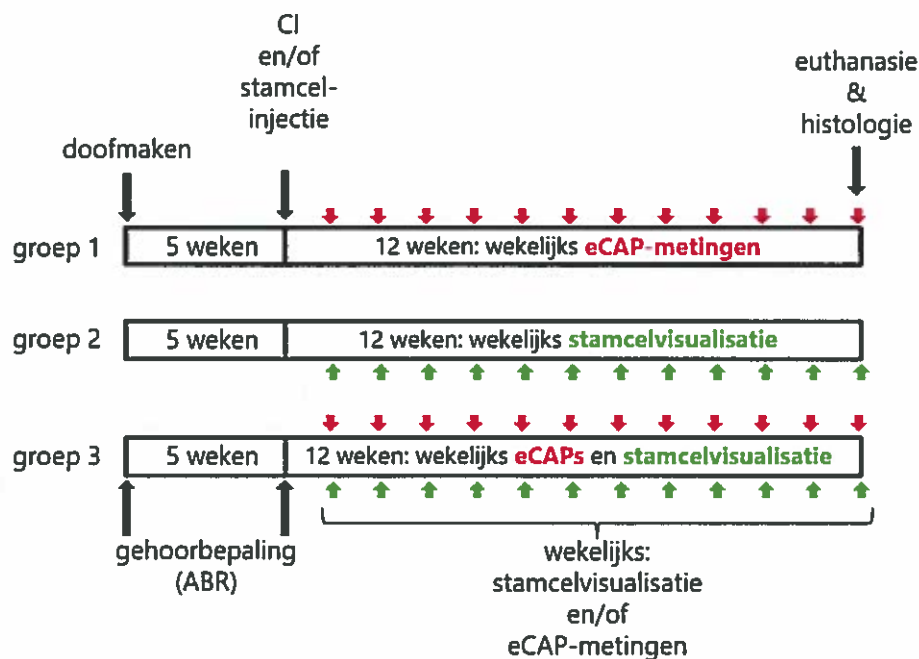 CI
en/of
stamcel-
injectie
euthanasie
&
histologie
doofmaken
groep 1
5 weken
12 weken: wekelijks eCAP-metingen
groep 2
5 weken
12 weken: wekelijks stamcelvisualisatie
groep 3
5 weken
12 weken: wekelijks eCAPs en stamcelvisualisatie
gehoorbepaling
(ABR)
wekelijks:
stamcelvisualisatie
en/of
eCAP-metingen